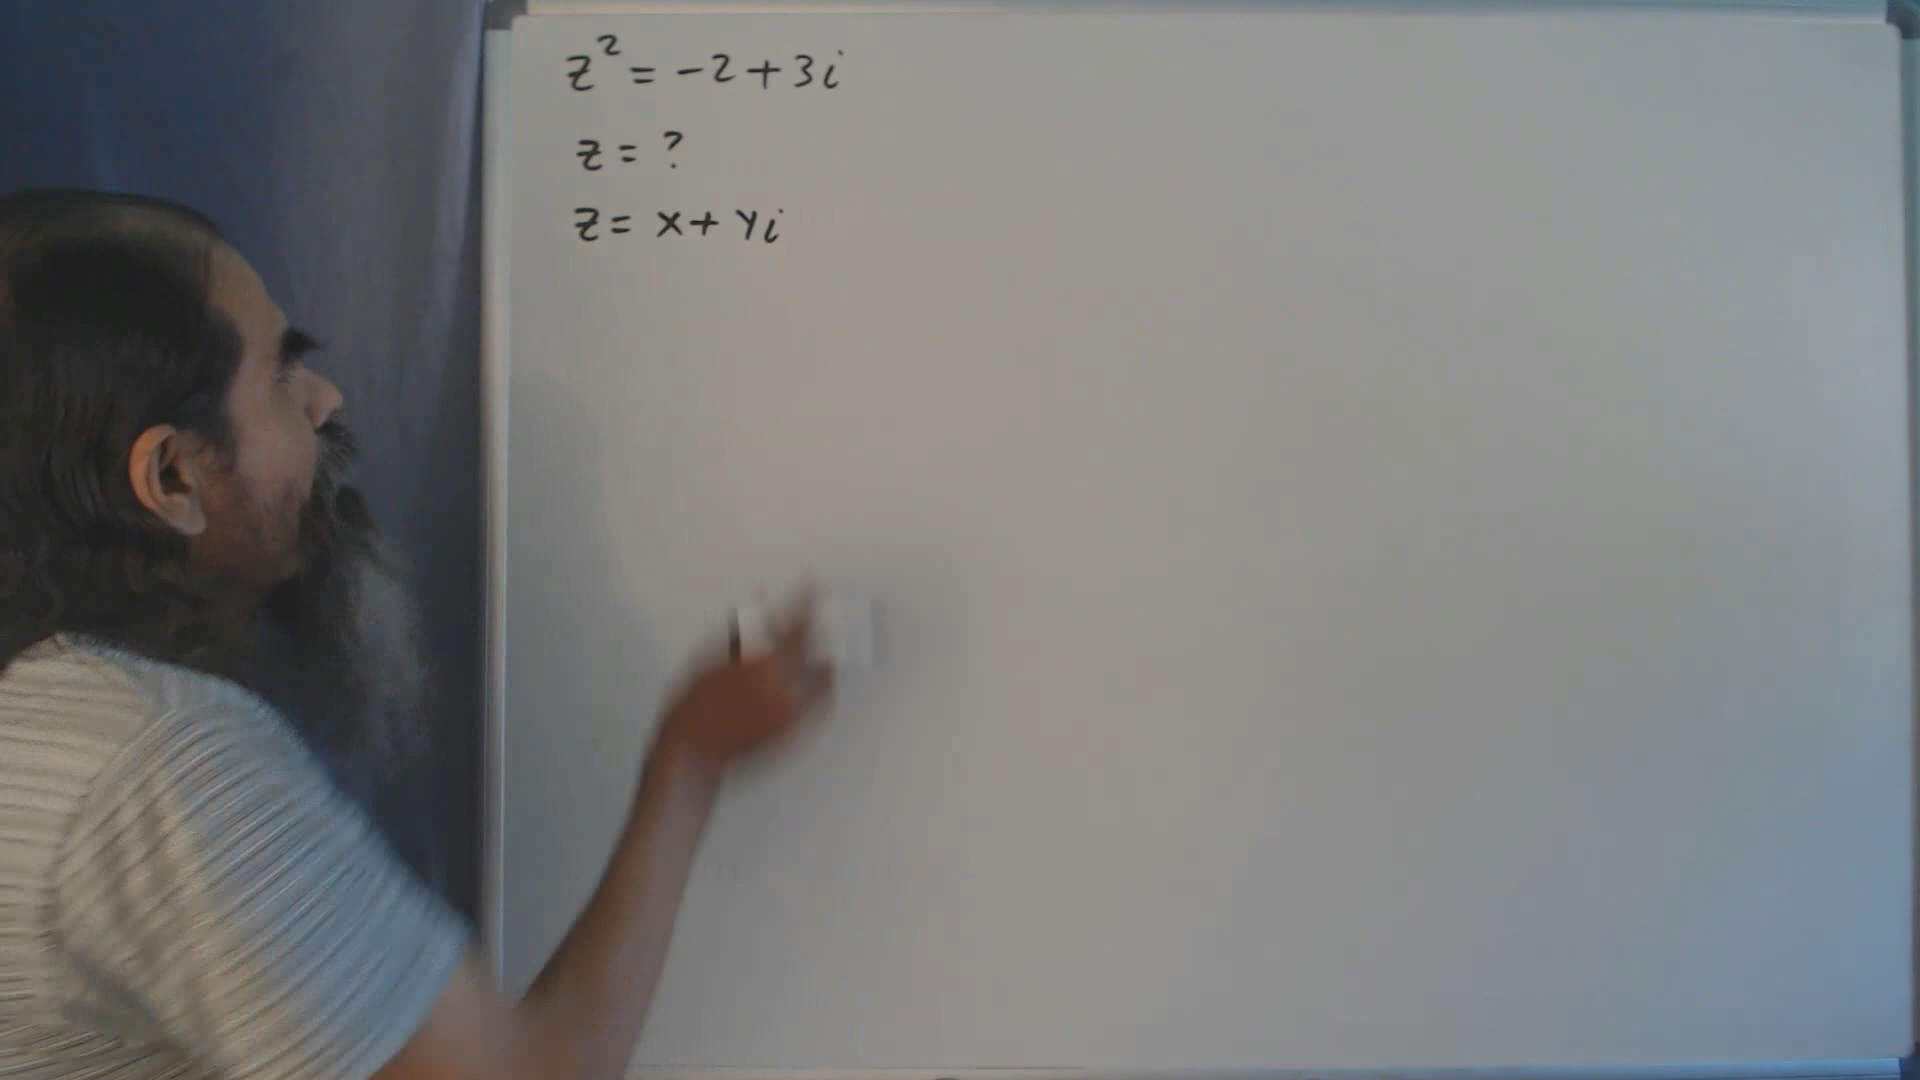 z² = -2+3i
z = ?
z = x+yi